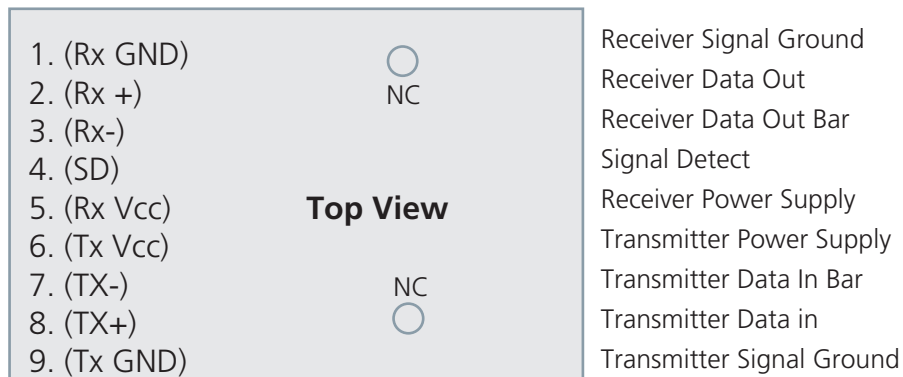 1. (Rx GND)
2. (Rx +)
NC
3. (Rx-)
4. (SD)
5. (Rx Vcc)
Top View
6. (Tx Vcc)
7. (TX-)
NC
8. (TX+)
9. (Tx GND)
Receiver Signal Ground
Receiver Data Out
Receiver Data Out Bar
Signal Detect
Receiver Power Supply
Transmitter Power Supply
Transmitter Data In Bar
Transmitter Data in
Transmitter Signal Ground